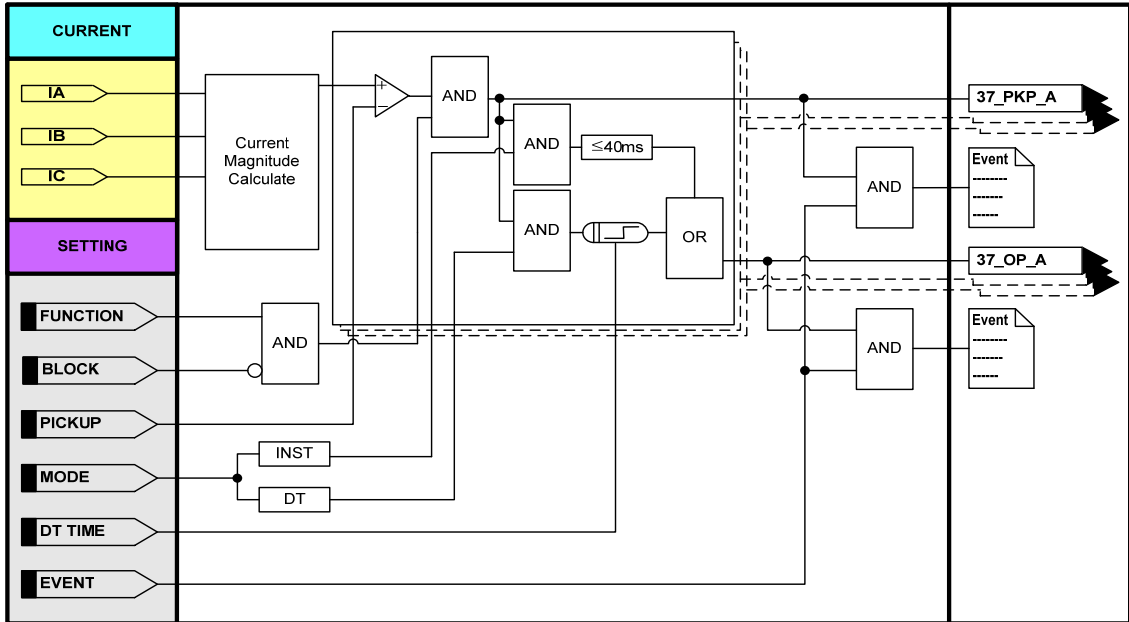 CURRENT
IA
IB
IC
SETTING
FUNCTION
BLOCK
PICKUP
MODE
DT TIME
EVENT
Current
Magnitude
Calculate
+
−
AND
AND
≤40ms
AND
OR
AND
INST
DT
AND
AND
37_PKP_A
Event
37_OP_A
Event